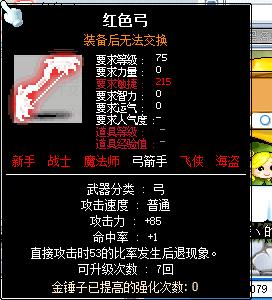 红色弓
装备后无法交换
要求等级： 75
要求力量： 0
要求敏捷： 215
要求智力： 0
要求运气： 0
要求人气度： -
道具等级： -
道具经验值： -
新手 战士 魔法师 弓箭手 飞侠 海盗
武器分类 ： 弓
攻击速度 ： 普通
攻击力 ： +85
命中率 ： +1
直接攻击时53的比率发生后退现象。
可升级次数 ： 7回
金锤子已提高的强化次数: 0
079